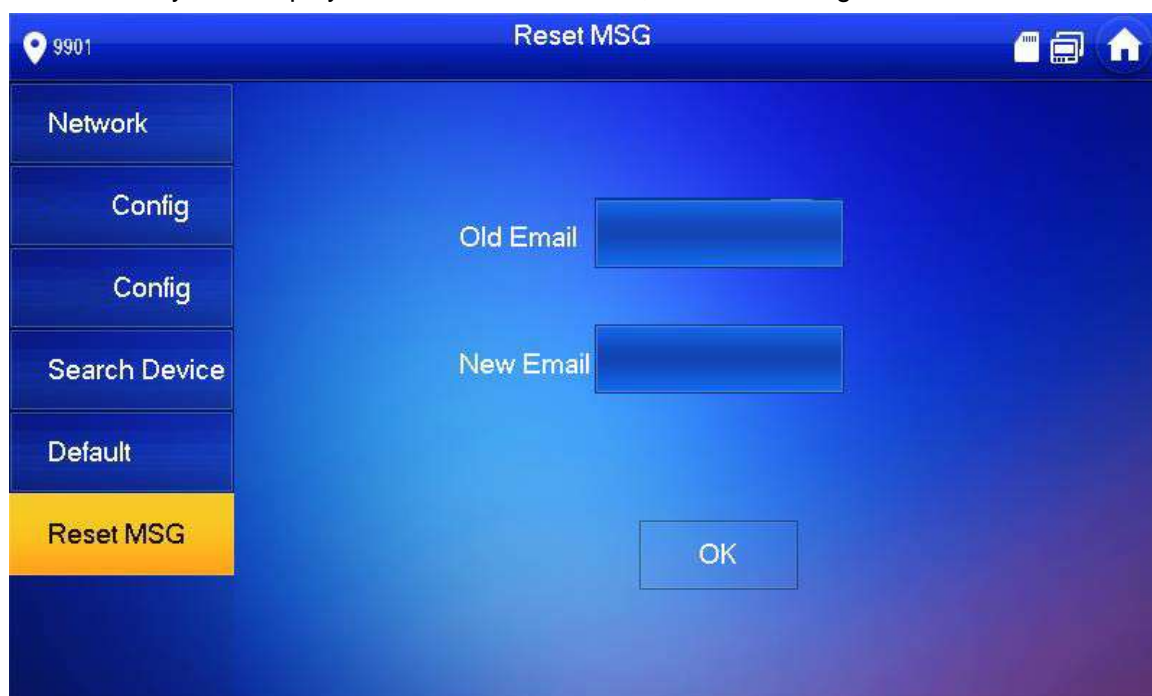 9901
Reset MSG
Network
Config
Config
Search Device
Default
Reset MSG
Old Email
New Email
OK